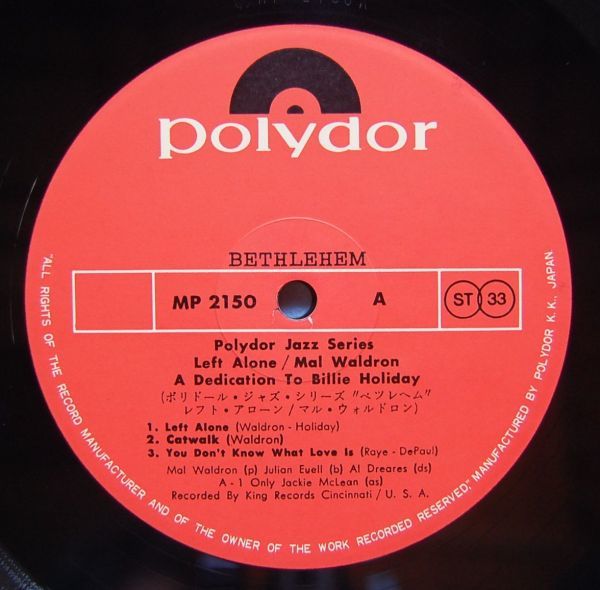 polydor
BETHLEHEM
MP 2150 A ST 33
Polydor Jazz Series
Left Alone / Mal Waldron
A Dedication To Billie Holiday
(ポリドール・ジャズ・シリーズ "ベツレヘム"
レフト・アローン / マル・ウォルドロン)
1. Left Alone (Waldron - Holiday)
2. Catwalk (Waldron)
3. You Don't Know What Love Is (Raye - DePaul)
Mal Waldron (p) Julian Euell (b) Al Dreares (ds)
A - 1 Only Jackie McLean (as)
Recorded By King Records Cincinnati / U. S. A.
"ALL RIGHTS OF THE RECORD MANUFACTURER AND OF THE OWNER OF THE WORK RECORDED RESERVED," MANUFACTURED BY POLYDOR K. K., JAPAN